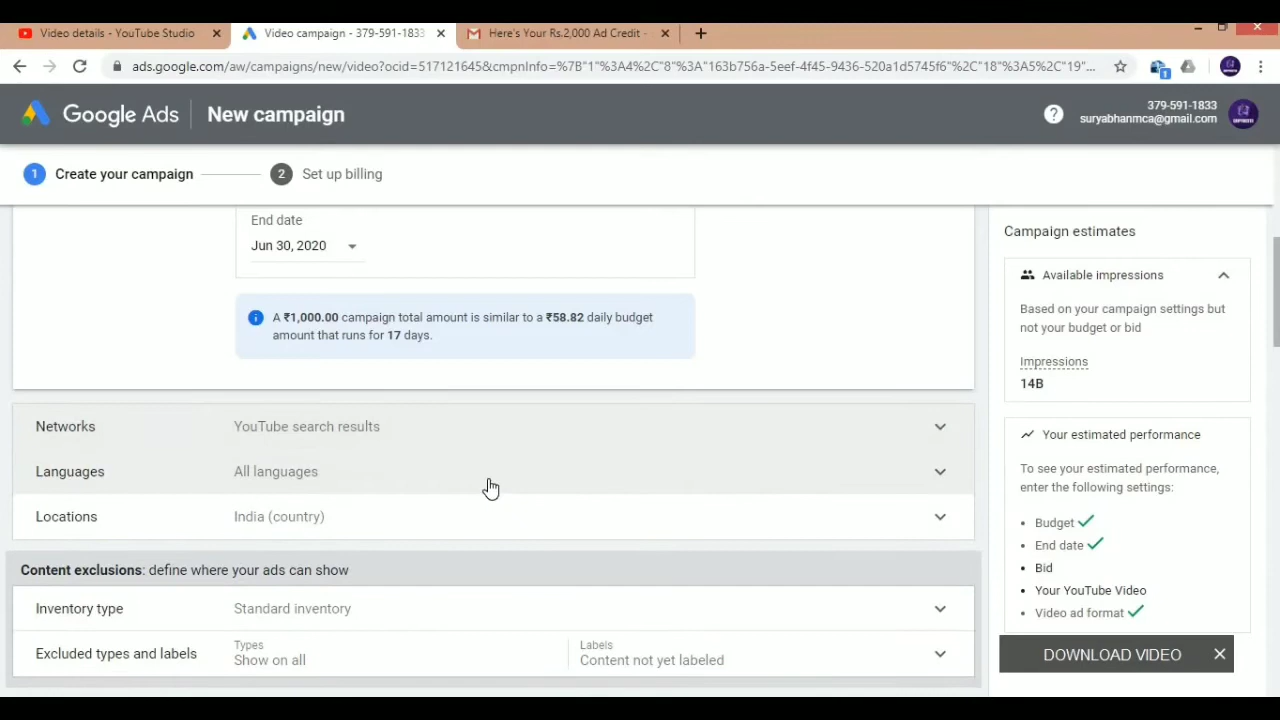 Video details - YouTube Studio
Video campaign - 379-591-1833
Here's Your Rs.2,000 Ad Credit -
ads.google.com/aw/campaigns/new/video?ocid=517121645&cmpnInfo=%7B"1"%3A4%2C"8"%3A"163b756a-5eef-4f45-9436-520a1d5745f6"%2C"18"%3A5%2C"19"...
1
Google Ads
New campaign
379-591-1833
suryabhanmca@gmail.com
1 Create your campaign
2 Set up billing
End date
Jun 30, 2020
A ₹1,000.00 campaign total amount is similar to a ₹58.82 daily budget
amount that runs for 17 days.
Networks YouTube search results
Languages All languages
Locations India (country)
Content exclusions: define where your ads can show
Inventory type Standard inventory
Excluded types and labels
Types
Show on all
Labels
Content not yet labeled
Campaign estimates
Available impressions
Based on your campaign settings but
not your budget or bid
Impressions
14B
Your estimated performance
To see your estimated performance,
enter the following settings:
• Budget
• End date
• Bid
• Your YouTube Video
• Video ad format
DOWNLOAD VIDEO